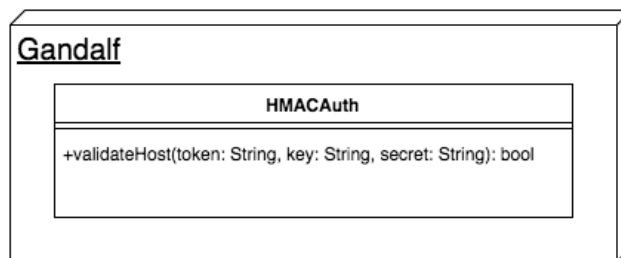 Gandalf
HMACAuth
+validateHost(token: String, key: String, secret: String): bool